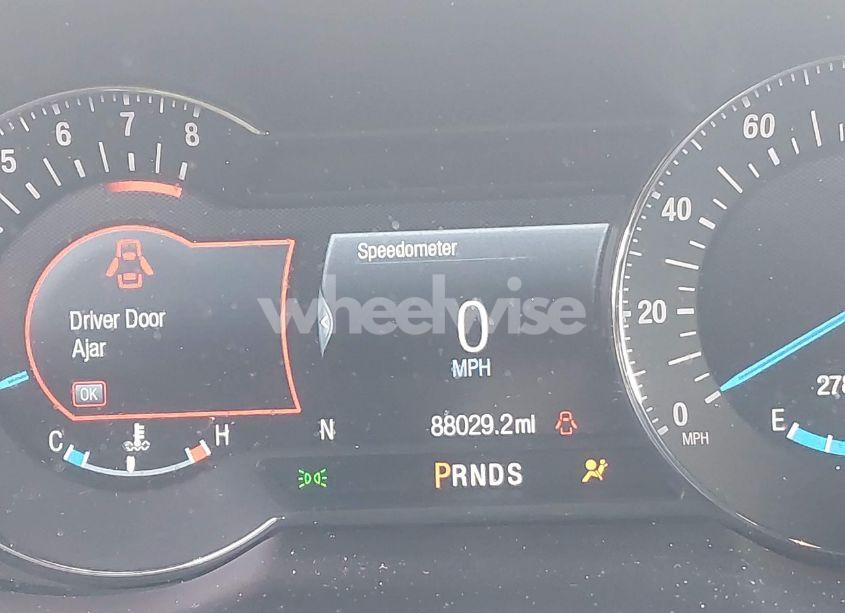 5 6 7 8
60
40
20
0
MPH
Speedometer
Driver Door
Ajar
OK
wheelwise
0
MPH
C H
N
88029.2mi
278
E
PRNDS